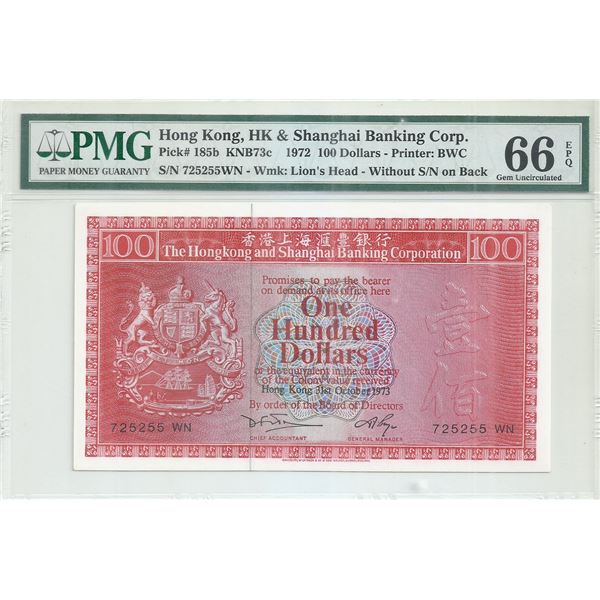 PMG
PAPER MONEY GUARANTY
Hong Kong, HK & Shanghai Banking Corp.
Pick# 185b KNB73c 1972 100 Dollars - Printer: BWC
S/N 725255WN - Wmk: Lion's Head - Without S/N on Back
66 EPQ
Gem Uncirculated
100 香港上海滙豐銀行 100
The Hongkong and Shanghai Banking Corporation
Promises to pay the bearer
on demand at its office here
One
Hundred
Dollars
or the equivalent in the currency
of the Colony value received
Hong Kong 31st October 1973
By order of the Board of Directors
壹佰
725255 WN
725255 WN
CHIEF ACCOUNTANT
GENERAL MANAGER